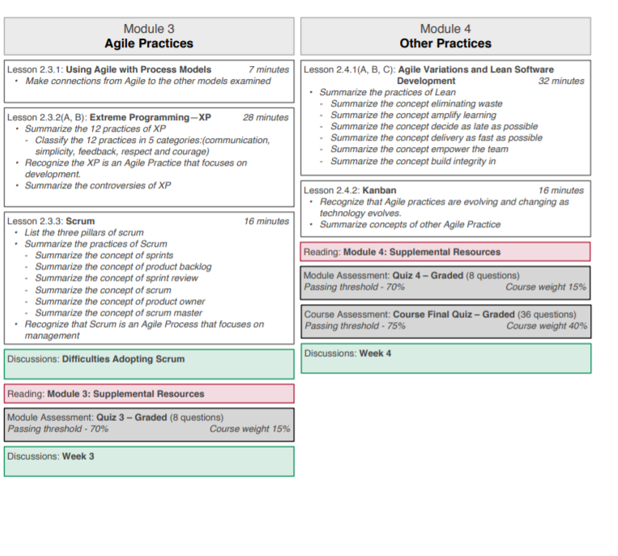 Module 3
Agile Practices
Lesson 2.3.1: Using Agile with Process Models 7 minutes
• Make connections from Agile to the other models examined
Lesson 2.3.2(A, B): Extreme Programming—XP 28 minutes
• Summarize the 12 practices of XP
- Classify the 12 practices in 5 categories:(communication,
simplicity, feedback, respect and courage)
• Recognize the XP is an Agile Practice that focuses on
development.
• Summarize the controversies of XP
Lesson 2.3.3: Scrum 16 minutes
• List the three pillars of scrum
• Summarize the practices of Scrum
- Summarize the concept of sprints
- Summarize the concept of product backlog
- Summarize the concept of sprint review
- Summarize the concept of scrum
- Summarize the concept of product owner
- Summarize the concept of scrum master
• Recognize that Scrum is an Agile Process that focuses on
management
Discussions: Difficulties Adopting Scrum
Reading: Module 3: Supplemental Resources
Module Assessment: Quiz 3 – Graded (8 questions)
Passing threshold - 70% Course weight 15%
Discussions: Week 3
Module 4
Other Practices
Lesson 2.4.1(A, B, C): Agile Variations and Lean Software
Development 32 minutes
• Summarize the practices of Lean
- Summarize the concept eliminating waste
- Summarize the concept amplify learning
- Summarize the concept decide as late as possible
- Summarize the concept delivery as fast as possible
- Summarize the concept empower the team
- Summarize the concept build integrity in
Lesson 2.4.2: Kanban 16 minutes
• Recognize that Agile practices are evolving and changing as
technology evolves.
• Summarize concepts of other Agile Practice
Reading: Module 4: Supplemental Resources
Module Assessment: Quiz 4 – Graded (8 questions)
Passing threshold - 70% Course weight 15%
Course Assessment: Course Final Quiz – Graded (36 questions)
Passing threshold - 75% Course weight 40%
Discussions: Week 4